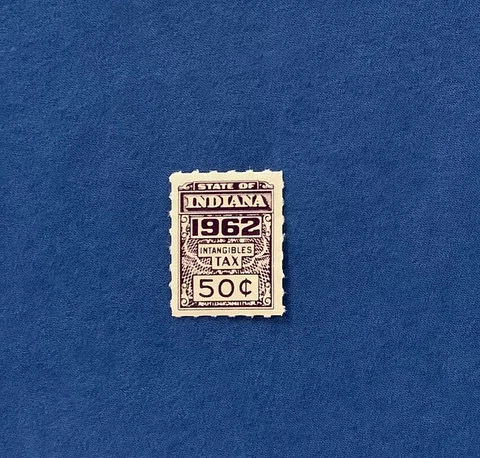 STATE OF
INDIANA
1962
INTANGIBLES
TAX
50¢